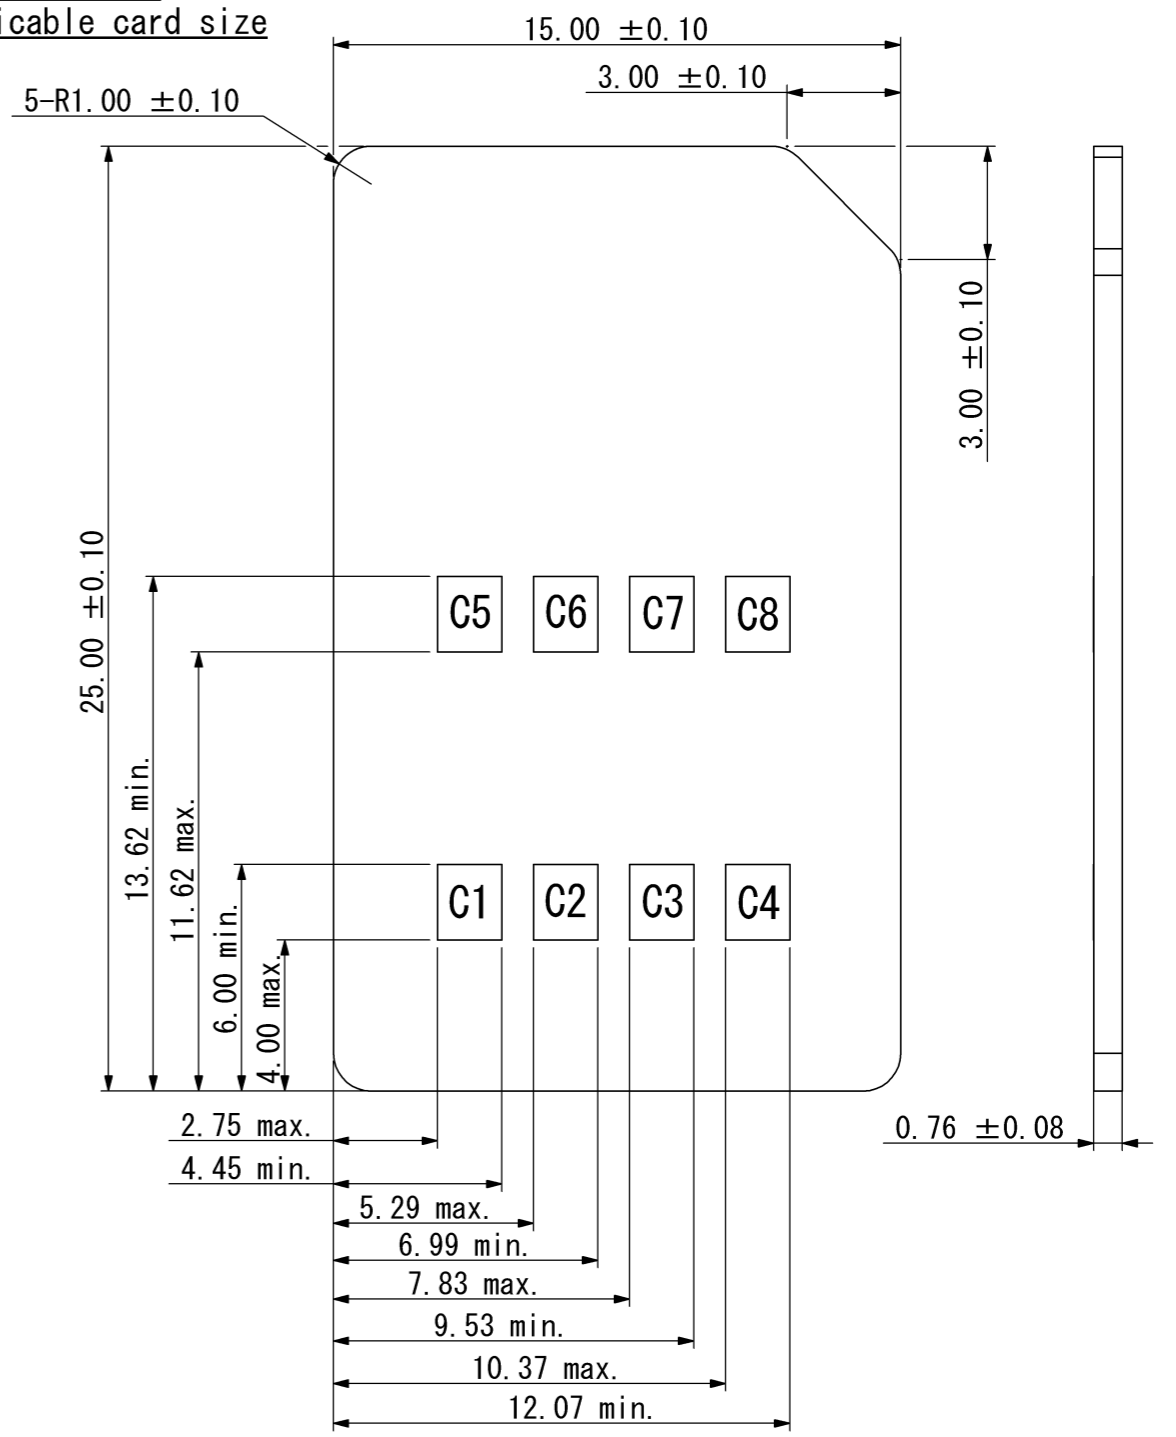 icable card size
15.00 ±0.10
3.00 ±0.10
5-R1.00 ±0.10
3.00 ±0.10
25.00 ±0.10
C5 C6 C7 C8
13.62 min.
11.62 max.
C1 C2 C3 C4
6.00 min.
4.00 max.
2.75 max.
0.76 ±0.08
4.45 min.
5.29 max.
6.99 min.
7.83 max.
9.53 min.
10.37 max.
12.07 min.